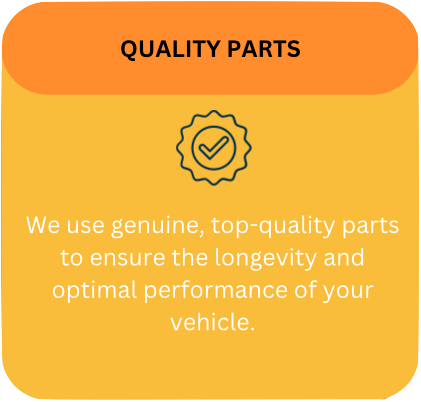 QUALITY PARTS
We use genuine, top-quality parts
to ensure the longevity and
optimal performance of your
vehicle.